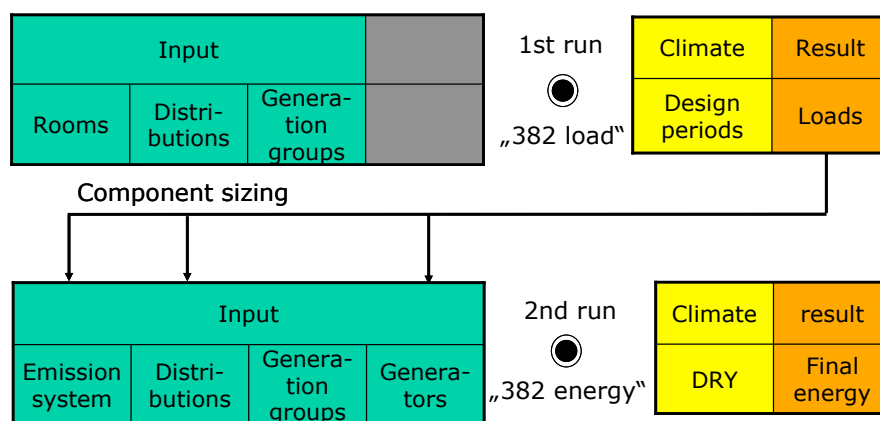 Input
Rooms
Distri-
butions
Genera-
tion
groups
1st run
„382 load“
Climate
Result
Design
periods
Loads
Component sizing
Input
Emission
system
Distri-
butions
Genera-
tion
groups
Genera-
tors
2nd run
„382 energy“
Climate
result
DRY
Final
energy